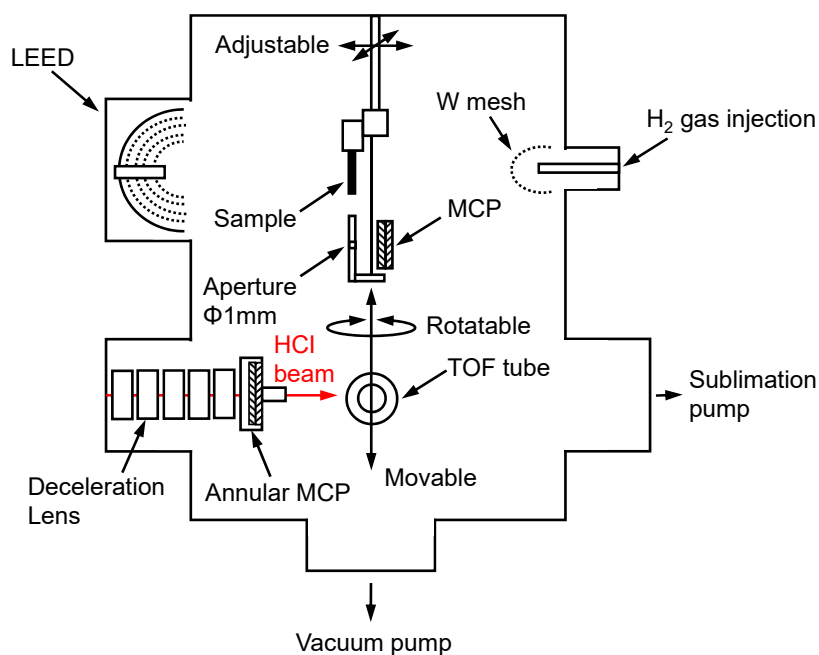 LEED
Adjustable
W mesh
H₂ gas injection
Sample
MCP
Aperture
Φ1mm
Rotatable
HCI
beam
TOF tube
Sublimation
pump
Deceleration
Lens
Annular MCP
Movable
Vacuum pump